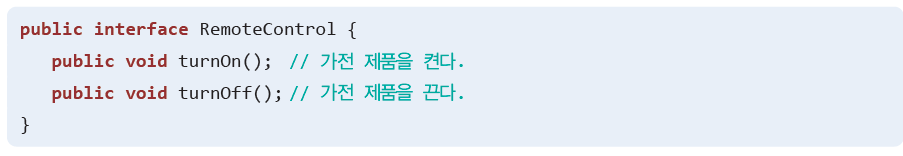 public interface RemoteControl {
public void turnOn(); // 가전 제품을 켠다.
public void turnOff(); // 가전 제품을 끈다.
}